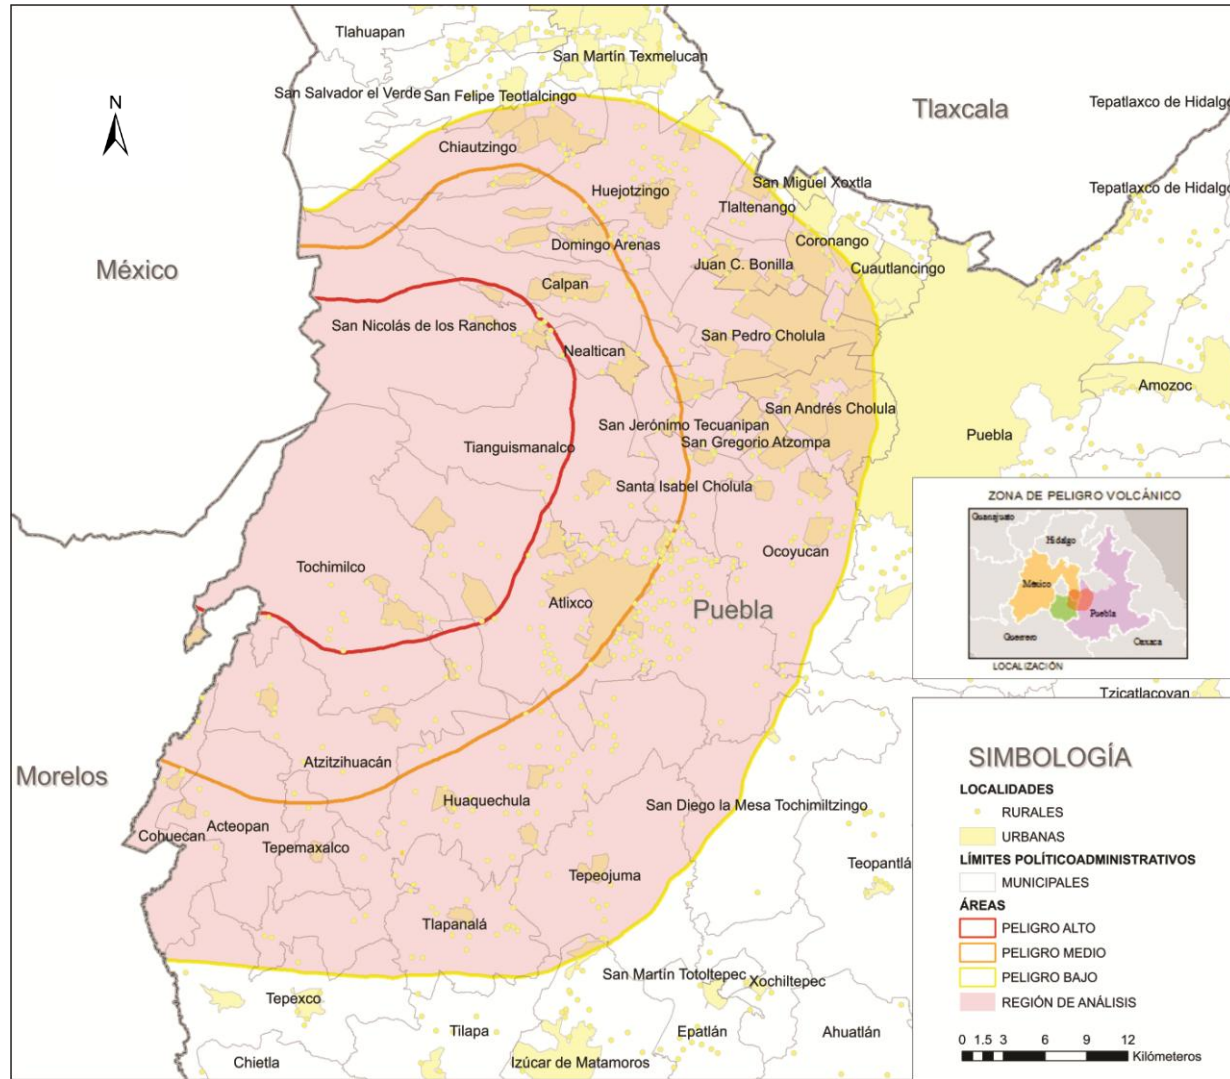 Tlahuapan
San Martín Texmelucan
San Salvador el Verde
San Felipe Teotlalcingo
Tlaxcala
Tepatlaxco de Hidalgo
N
Chiautzingo
Huejotzingo
San Miguel Xoxtla
Tepatlaxco de Hidalgo
Tlaltenango
Domingo Arenas
Coronango
México
Juan C. Bonilla
Cuautlancingo
Calpan
San Nicolás de los Ranchos
San Pedro Cholula
Nealtican
Amozoc
San Andrés Cholula
San Jerónimo Tecuanipan
Puebla
Tianguismanalco
San Gregorio Atzompa
Santa Isabel Cholula
ZONA DE PELIGRO VOLCÁNICO
Guanajuato
Hidalgo
México
Puebla
Guerrero
Oaxaca
LOCALIZACIÓN
Ocoyucan
Tochimilco
Atlixco
Puebla
Tzicatlacoyan
Morelos
Atzitzihuacán
Huaquechula
San Diego la Mesa Tochimiltzingo
Cohuecan
Acteopan
Tepemaxalco
Teopantlá
Tepeojuma
Tlapanalá
San Martín Totoltepec
Xochiltepec
Tepexco
Tilapa
Epatlán
Ahuatlán
Chietla
Izúcar de Matamoros
SIMBOLOGÍA
LOCALIDADES
RURALES
URBANAS
LÍMITES POLÍTICOADMINISTRATIVOS
MUNICIPALES
ÁREAS
PELIGRO ALTO
PELIGRO MEDIO
PELIGRO BAJO
REGIÓN DE ANÁLISIS
0 1.5 3 6 9 12
Kilómeteros